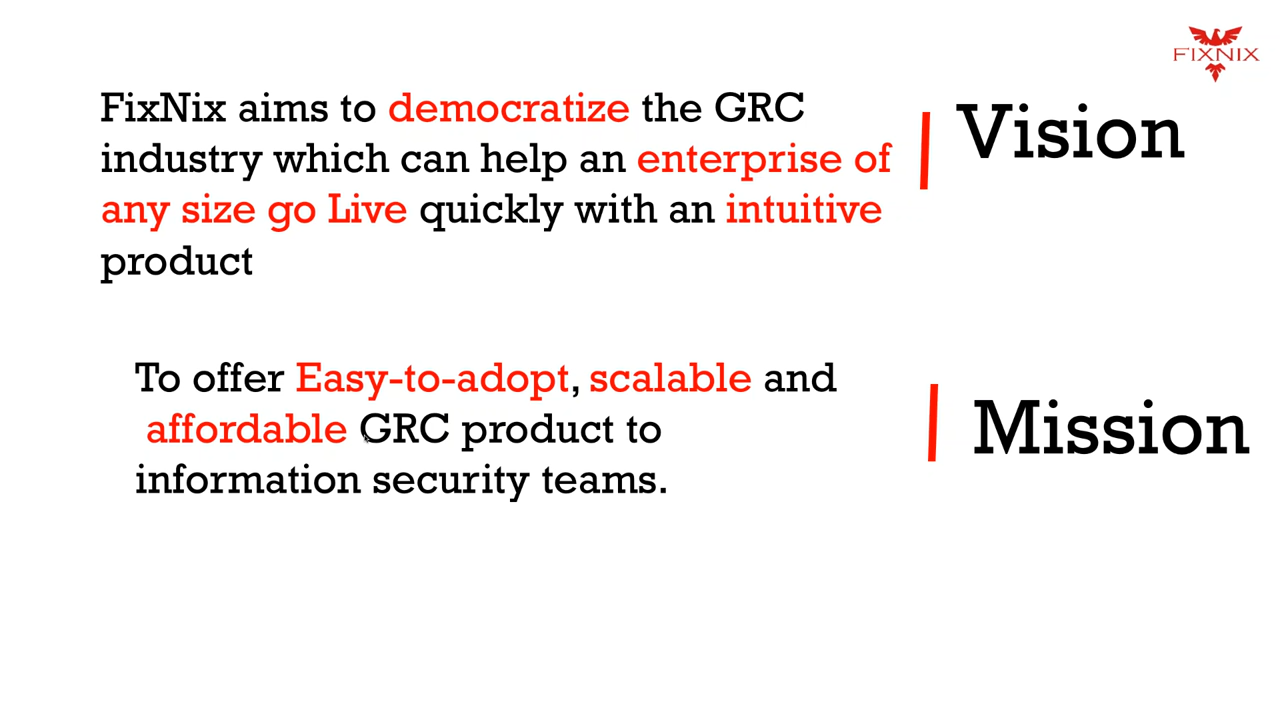 FIXNIX
FixNix aims to democratize the GRC
industry which can help an enterprise of
any size go Live quickly with an intuitive
product
Vision
To offer Easy-to-adopt, scalable and
affordable GRC product to
information security teams.
Mission